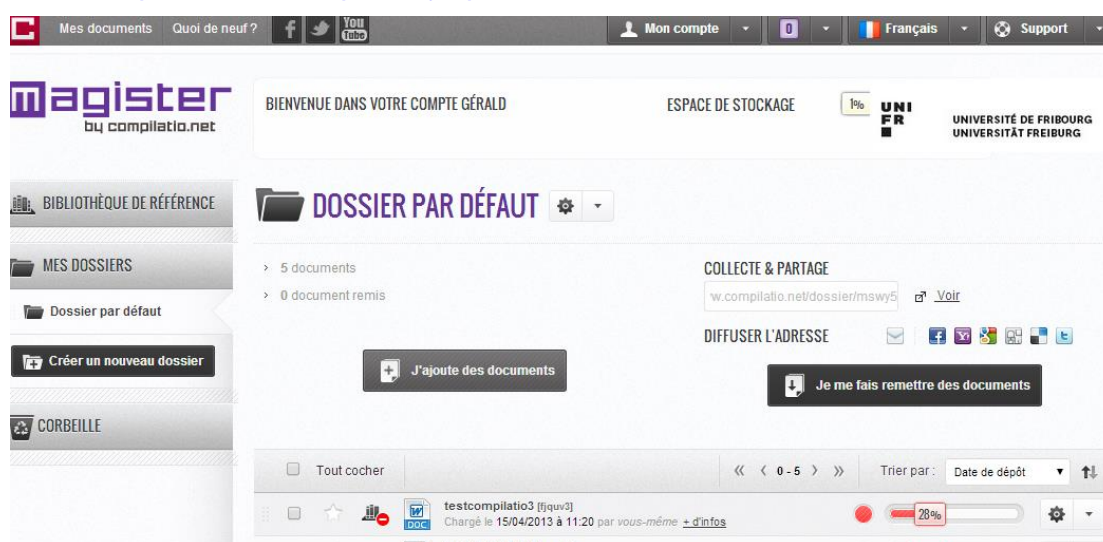 Mes documents Quoi de neuf ? f You Tube Mon compte 0 Français Support
magister
by compilatio.net
BIENVENUE DANS VOTRE COMPTE GÉRALD ESPACE DE STOCKAGE 1% UNI FR UNIVERSITÉ DE FRIBOURG
UNIVERSITÄT FREIBURG
BIBLIOTHÈQUE DE RÉFÉRENCE
DOSSIER PAR DÉFAUT
MES DOSSIERS
Dossier par défaut
Créer un nouveau dossier
CORBEILLE
5 documents
0 document remis
COLLECTE & PARTAGE
w.compilatio.net/dossier/mswy5 Voir
DIFFUSER L'ADRESSE
J'ajoute des documents
Je me fais remettre des documents
Tout cocher « ‹ 0 - 5 › » Trier par : Date de dépôt
DOC testcompilatio3 [fjquv3]
Chargé le 15/04/2013 à 11:20 par vous-même + d'infos
28%